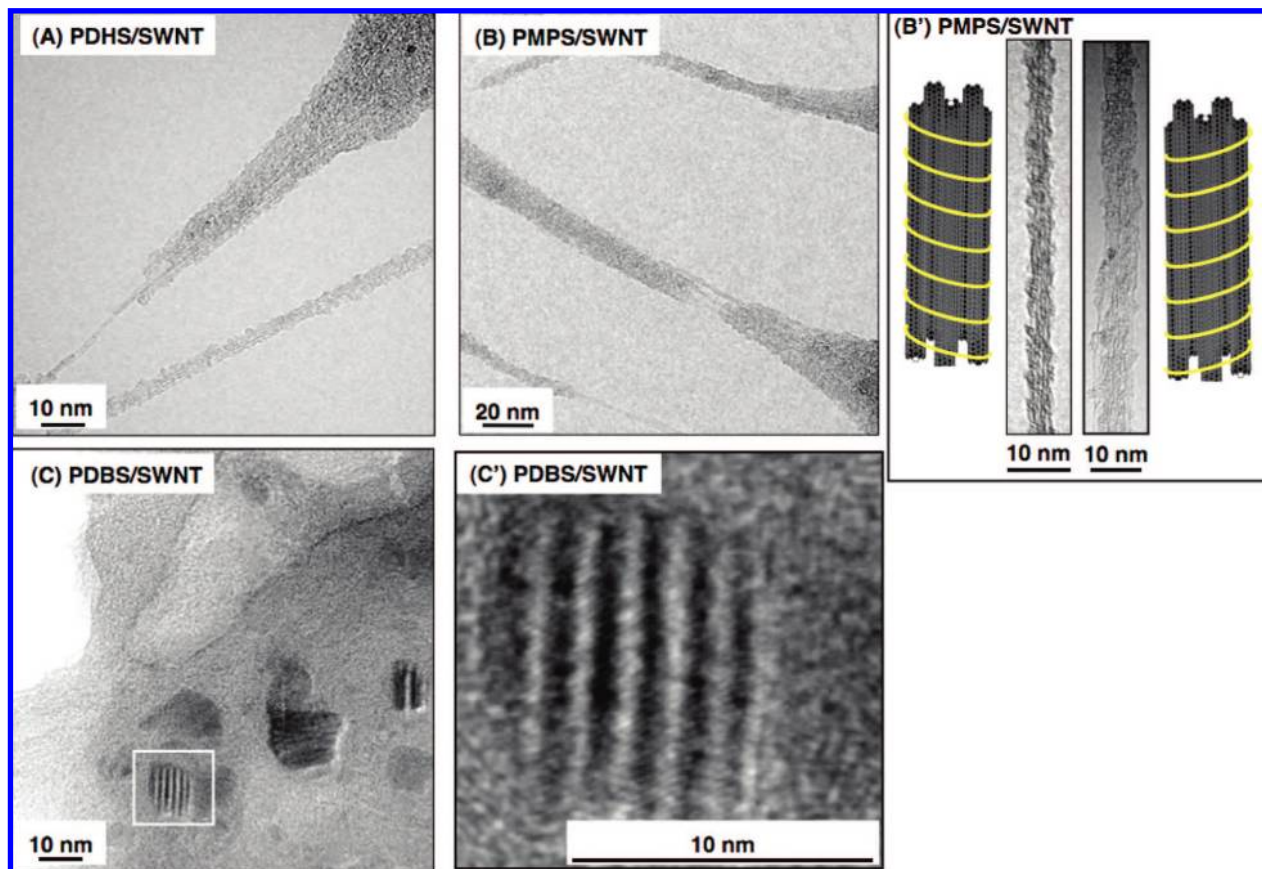 (A) PDHS/SWNT
10 nm
(B) PMPS/SWNT
20 nm
(B') PMPS/SWNT
10 nm
10 nm
(C) PDBS/SWNT
10 nm
(C') PDBS/SWNT
10 nm